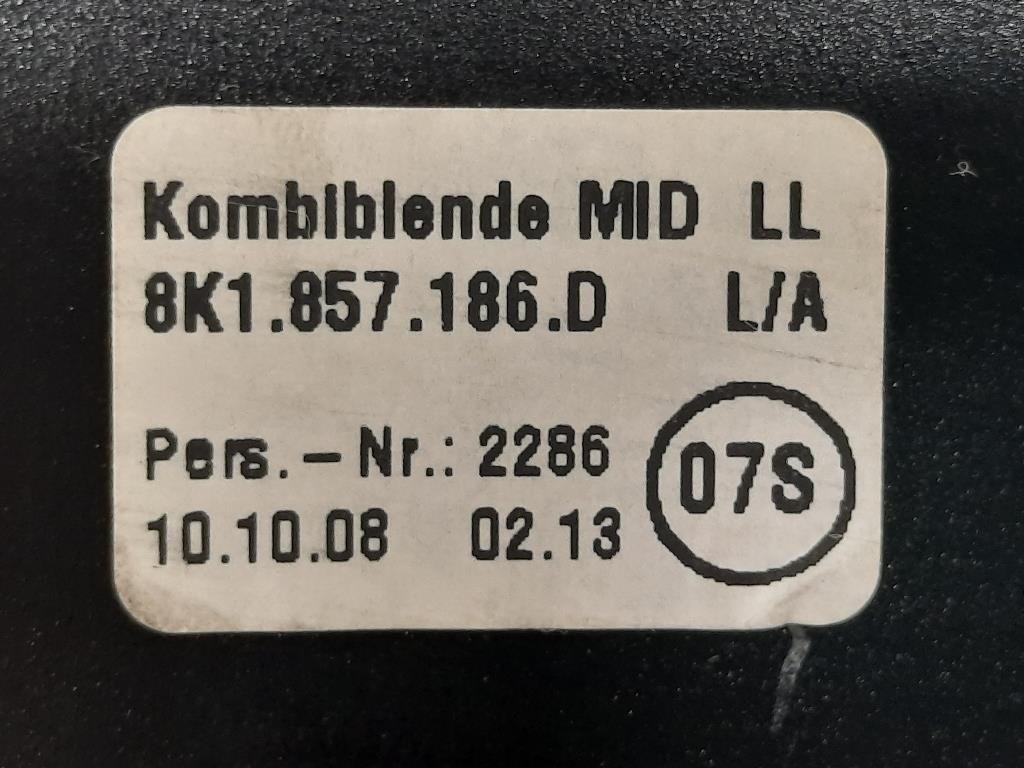 Kombiblende MID LL
8K1.857.186.D L/A
Pers.-Nr.: 2286
07S
10.10.08 02.13